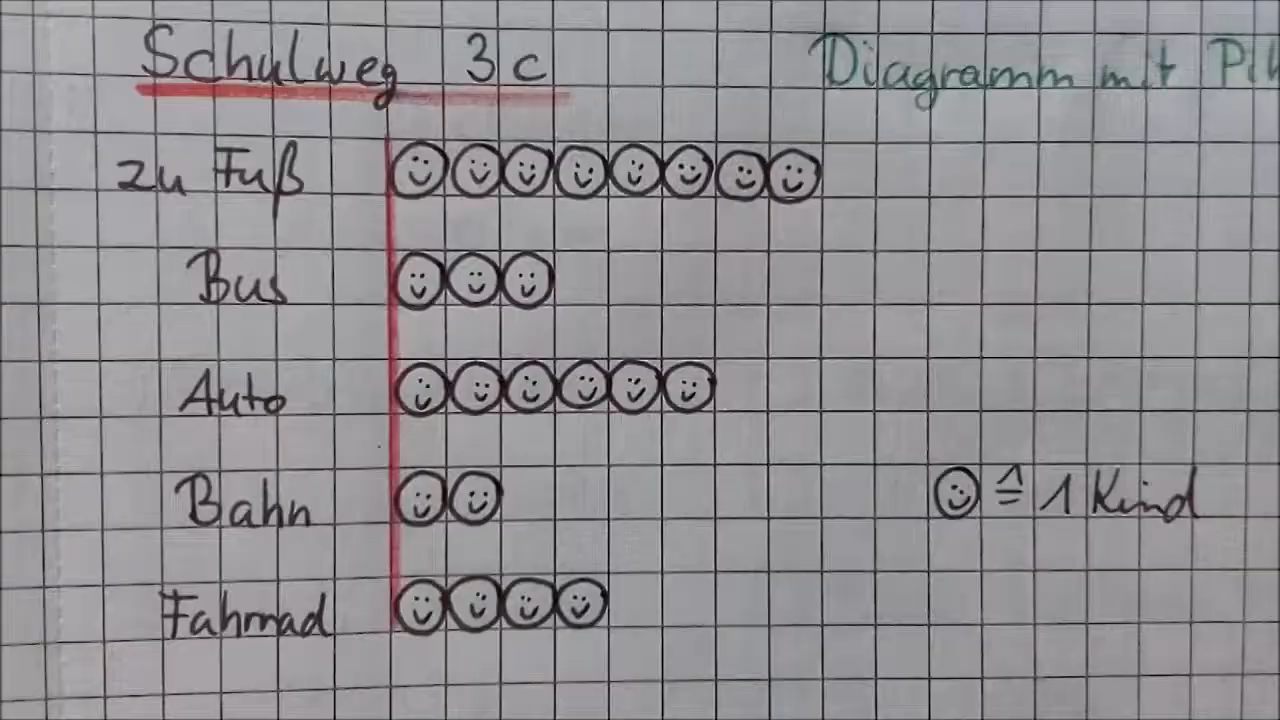 Schulweg 3c
Diagramm mit
zu Fuß
Bus
Auto
Bahn
≙ 1 Kind
Fahrrad